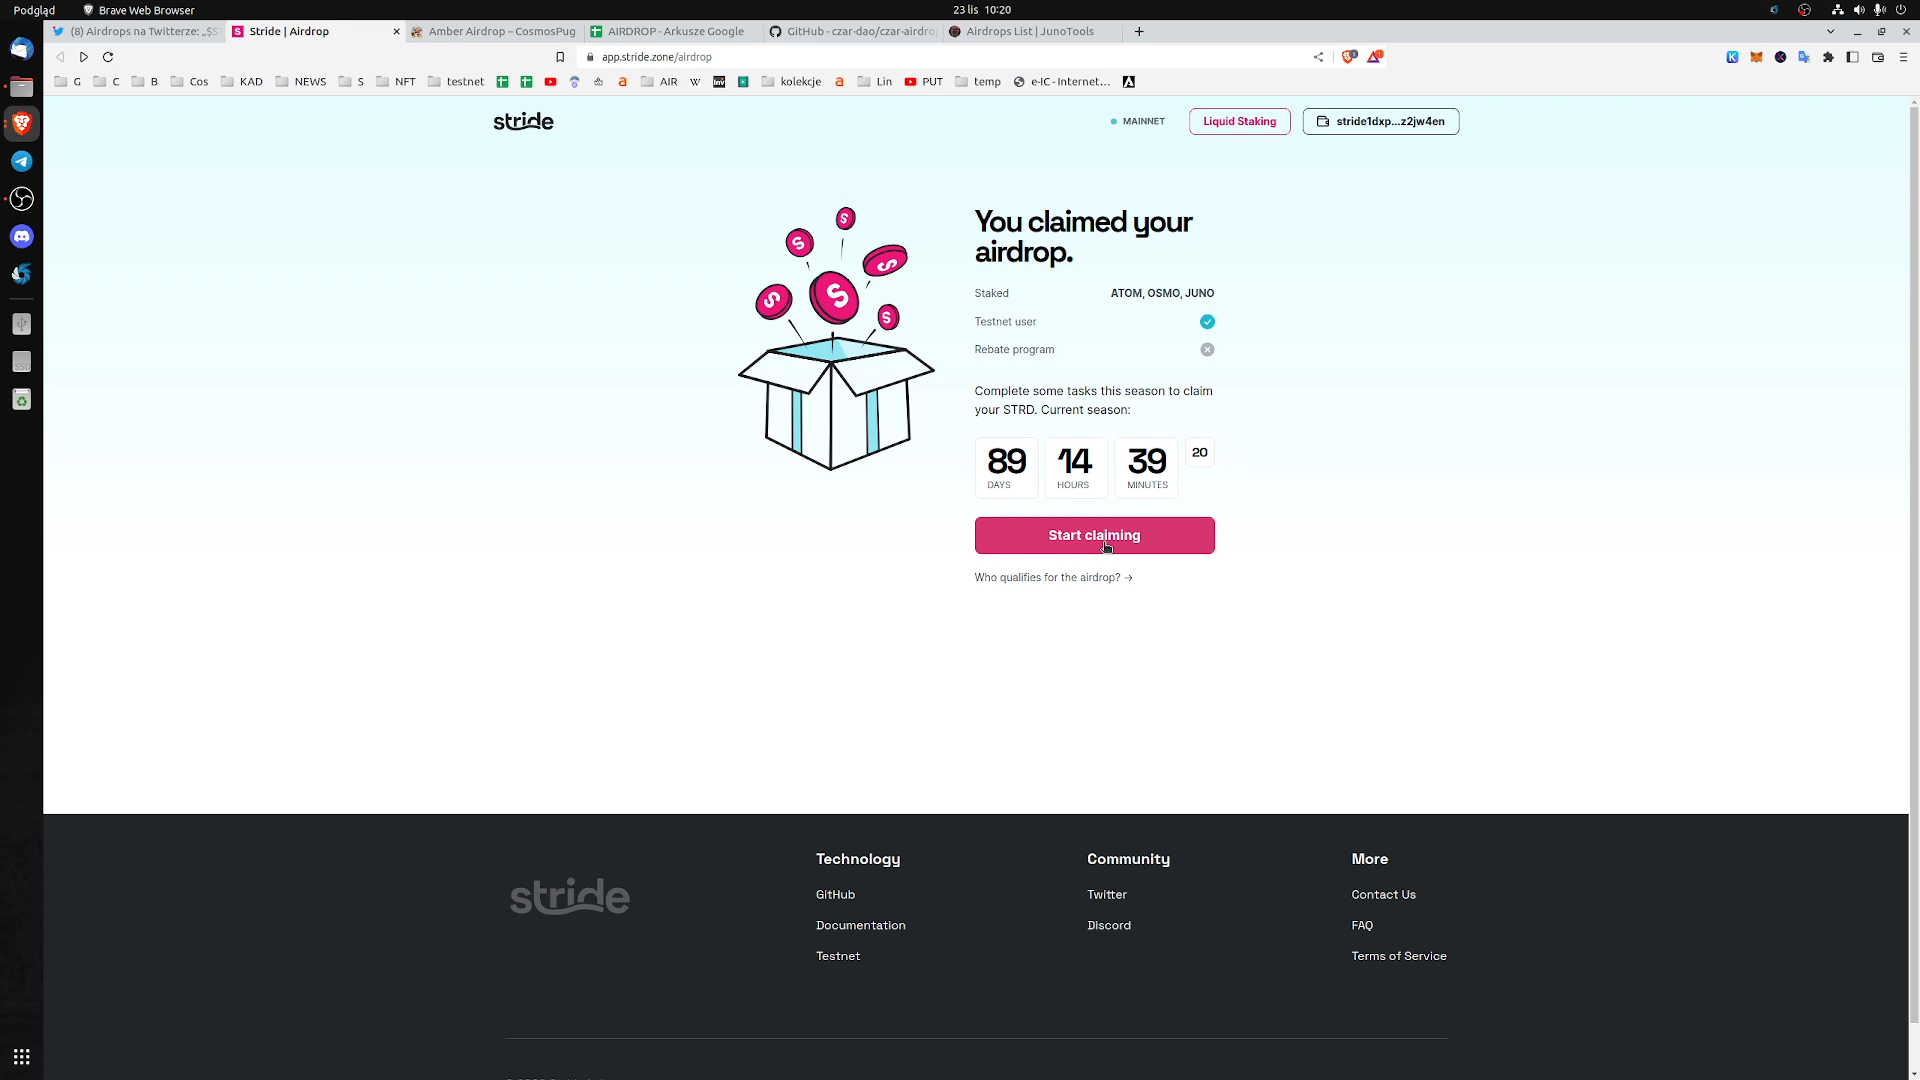 Podgląd
Brave Web Browser
23 lis 10:20
(8) Airdrops na Twitterze: „$S
Stride | Airdrop
Amber Airdrop – CosmosPug
AIRDROP - Arkusze Google
GitHub - czar-dao/czar-airdro
Airdrops List | JunoTools
app.stride.zone/airdrop
G
C
B
Cos
KAD
NEWS
S
NFT
testnet
AIR
kolekcje
Lin
PUT
temp
e-IC - Internet…
stride
MAINNET
Liquid Staking
stride1dxp...z2jw4en
You claimed your
airdrop.
Staked
ATOM, OSMO, JUNO
Testnet user
Rebate program
Complete some tasks this season to claim
your STRD. Current season:
89
14
39
20
DAYS
HOURS
MINUTES
Start claiming
Who qualifies for the airdrop? →
stride
Technology
Community
More
GitHub
Twitter
Contact Us
Documentation
Discord
FAQ
Testnet
Terms of Service